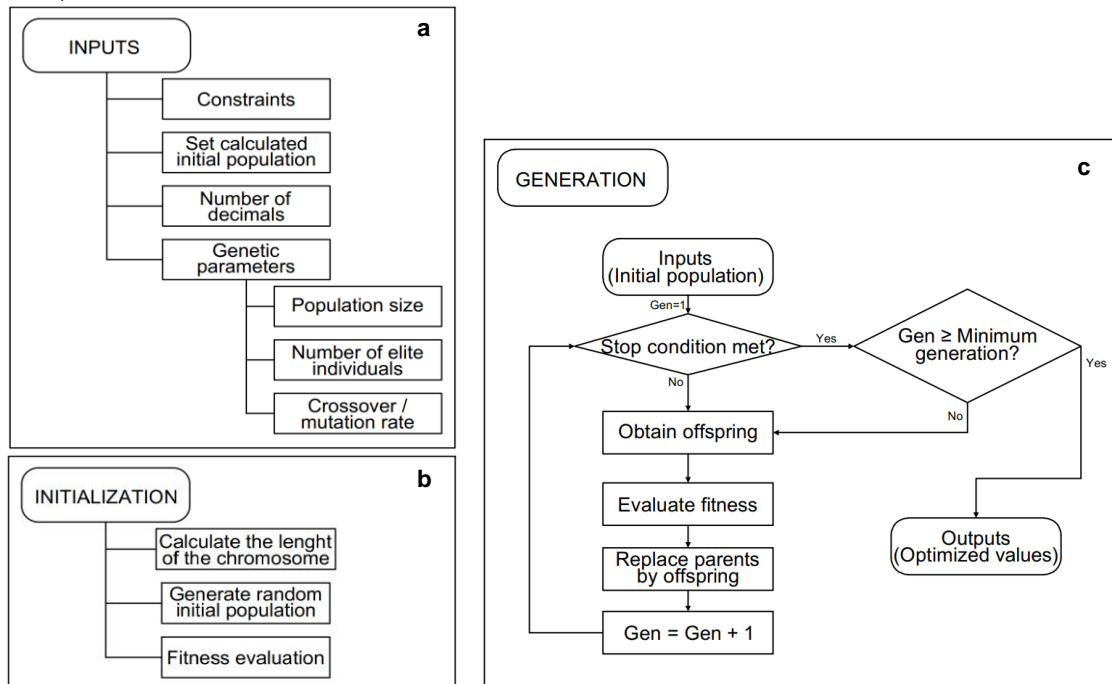 a
INPUTS
Constraints
Set calculated
initial population
Number of
decimals
Genetic
parameters
Population size
Number of elite
individuals
Crossover /
mutation rate
b
INITIALIZATION
Calculate the lenght
of the chromosome
Generate random
initial population
Fitness evaluation
c
GENERATION
Inputs
(Initial population)
Gen=1
Stop condition met?
Yes
Gen ≥ Minimum
generation?
Yes
No
No
Obtain offspring
Evaluate fitness
Replace parents
by offspring
Gen = Gen + 1
Outputs
(Optimized values)